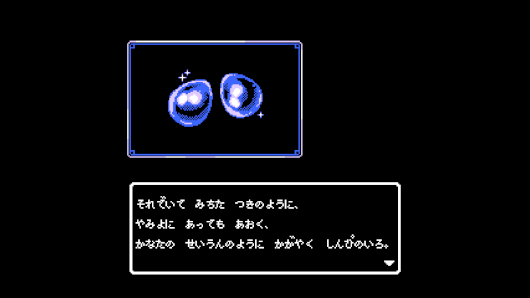 それでいて みちた つきのように、
やみよに あっても あおく、
かなたの せいうんのように かがやく しんぴのいろ。